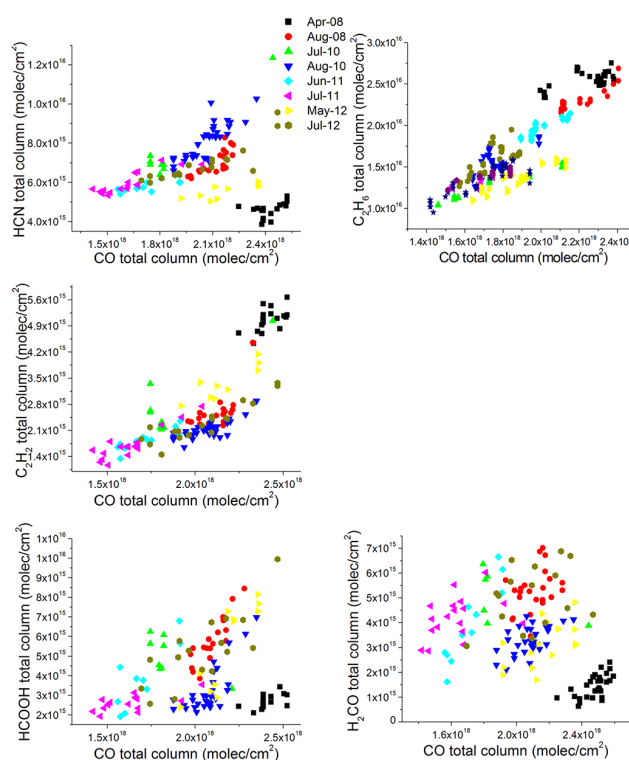 Apr-08
Aug-08
Jul-10
Aug-10
Jun-11
Jul-11
May-12
Jul-12
HCN total column (molec/cm²)
1.2x10¹⁶
1.0x10¹⁶
8.0x10¹⁵
6.0x10¹⁵
4.0x10¹⁵
1.5x10¹⁸ 1.8x10¹⁸ 2.1x10¹⁸ 2.4x10¹⁸
CO total column (molec/cm²)
C₂H₆ total column (molec/cm²)
3.0x10¹⁶
2.5x10¹⁶
2.0x10¹⁶
1.5x10¹⁶
1.0x10¹⁶
1.4x10¹⁸ 1.6x10¹⁸ 1.8x10¹⁸ 2.0x10¹⁸ 2.2x10¹⁸ 2.4x10¹
CO total column (molec/cm²)
C₂H₂ total column (molec/cm²)
5.6x10¹⁵
4.9x10¹⁵
4.2x10¹⁵
3.5x10¹⁵
2.8x10¹⁵
2.1x10¹⁵
1.4x10¹⁵
1.5x10¹⁸ 2.0x10¹⁸ 2.5x10¹⁸
CO total column (molec/cm²)
HCOOH total column (molec/cm²)
1x10¹⁶
9x10¹⁵
8x10¹⁵
7x10¹⁵
6x10¹⁵
5x10¹⁵
4x10¹⁵
3x10¹⁵
2x10¹⁵
1.5x10¹⁸ 2.0x10¹⁸ 2.5x10¹⁸
CO total column (molec/cm²)
H₂CO total column (molec/cm²)
7x10¹⁵
6x10¹⁵
5x10¹⁵
4x10¹⁵
3x10¹⁵
2x10¹⁵
1x10¹⁵
0
1.6x10¹⁸ 2.0x10¹⁸ 2.4x10¹⁸
CO total column (molec/cm²)